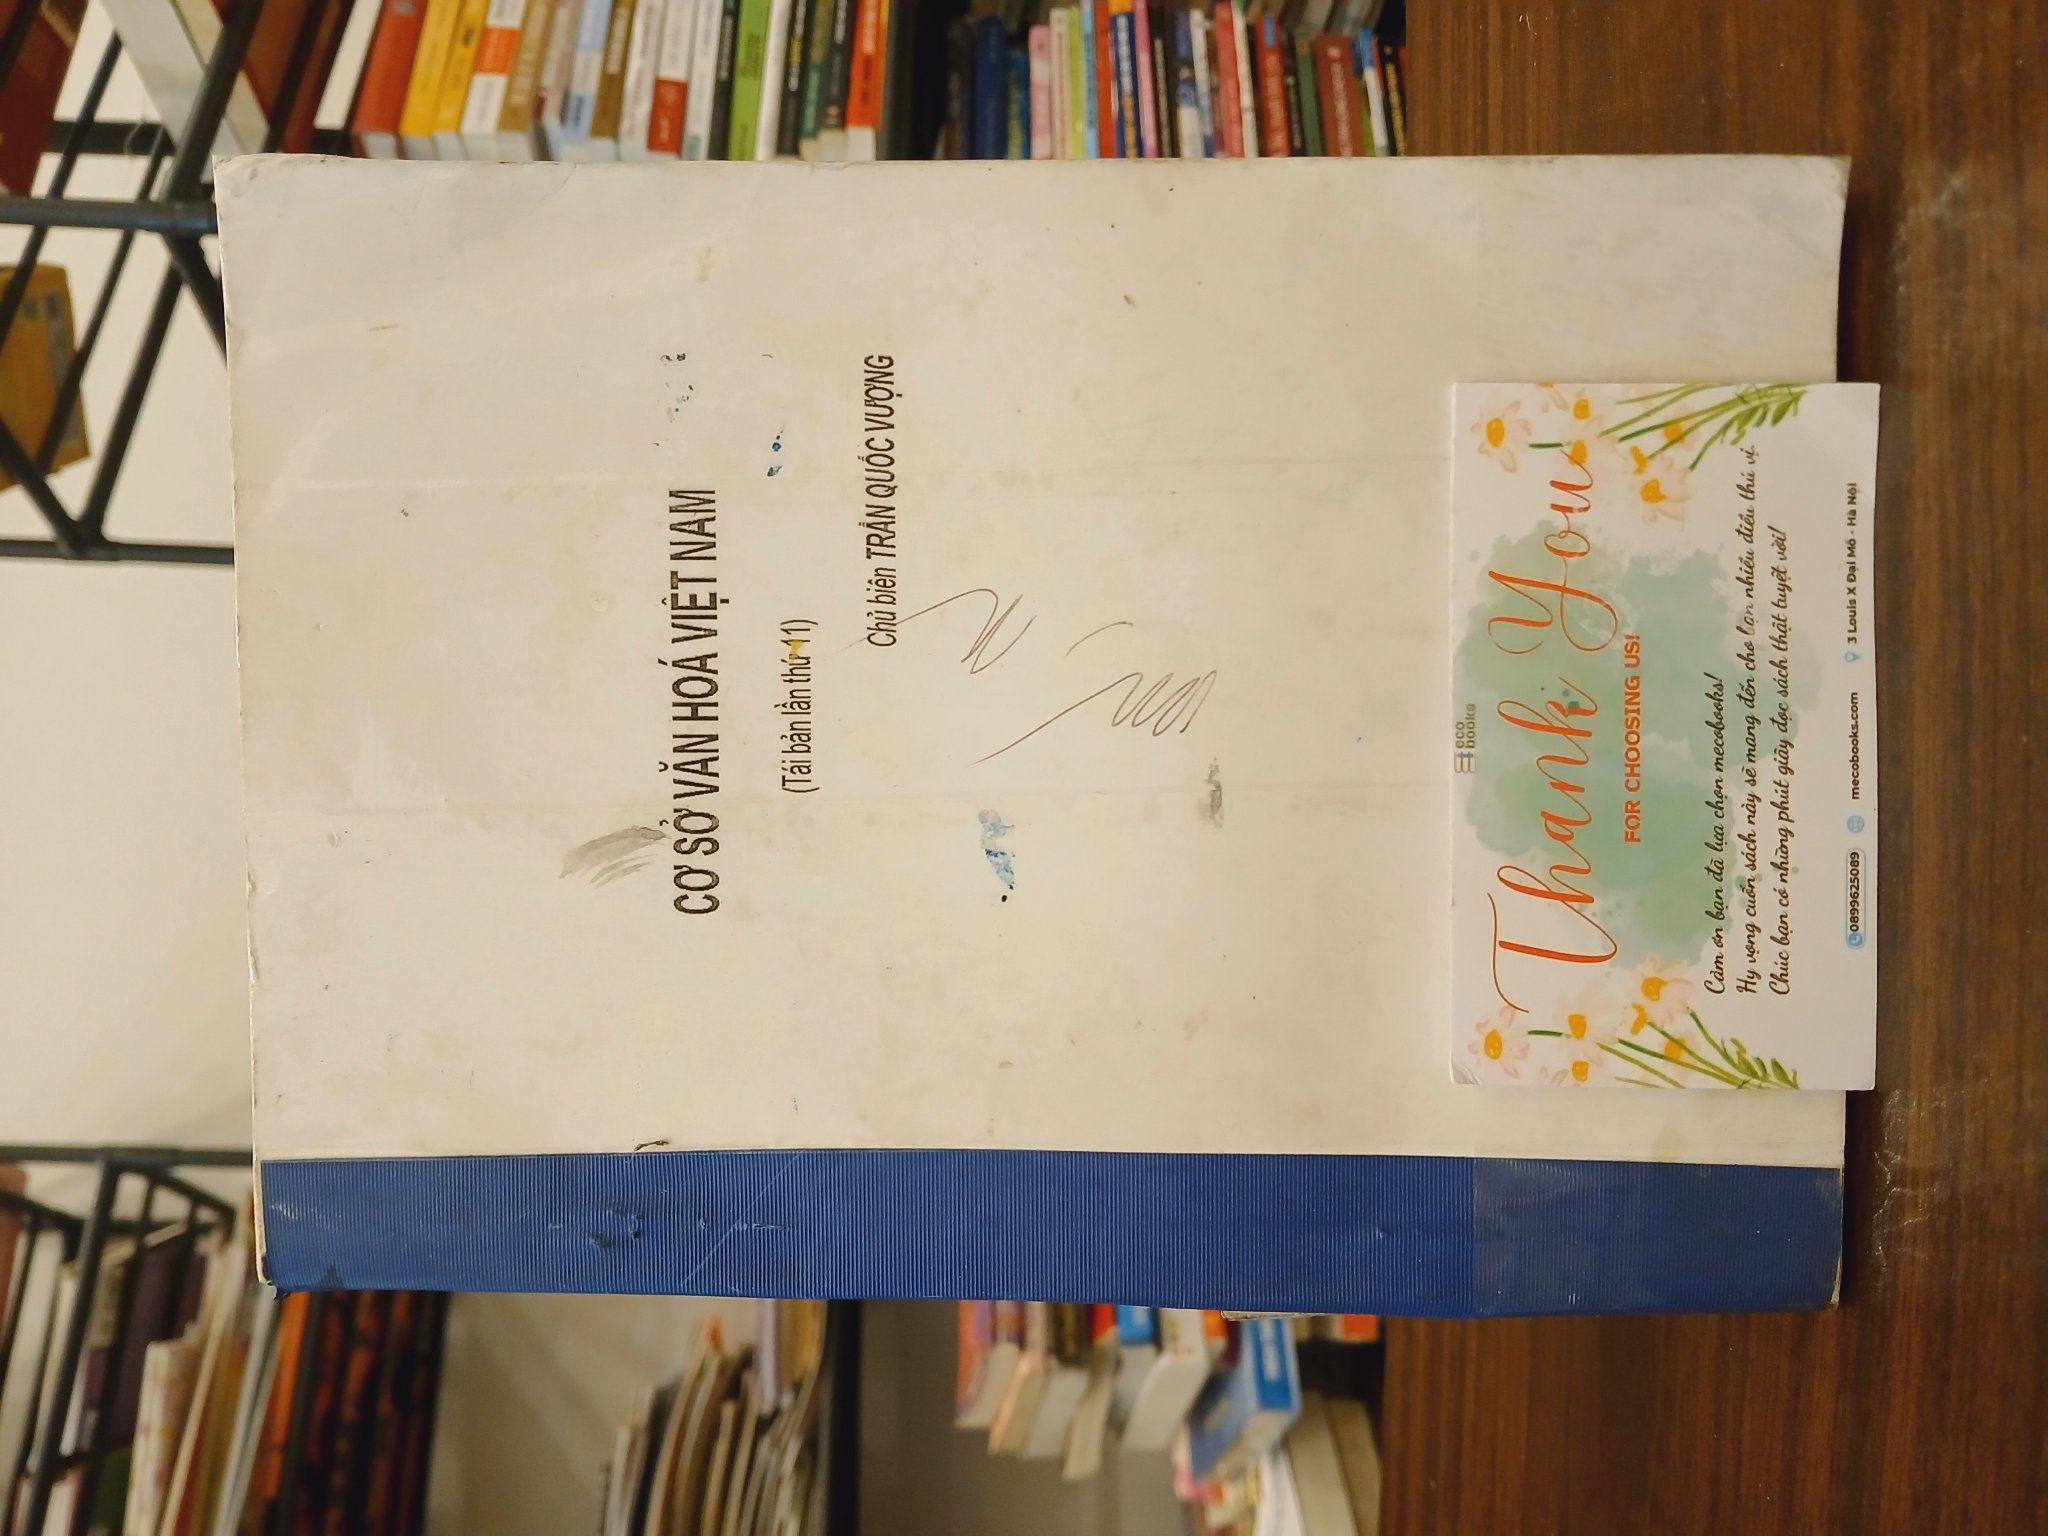 CƠ SỞ VĂN HOÁ VIỆT NAM
(Tái bản lần thứ 11)
Chủ biên TRẦN QUỐC VƯỢNG
eco
books
Thank You
FOR CHOOSING US!
Cảm ơn bạn đã lựa chọn mecobooks!
Hy vọng cuốn sách này sẽ mang đến cho bạn nhiều điều thú vị.
Chúc bạn có những phút giây đọc sách thật tuyệt vời!
0899625089 mecobooks.com 3 Louis X Đại Mỗ - Hà Nội